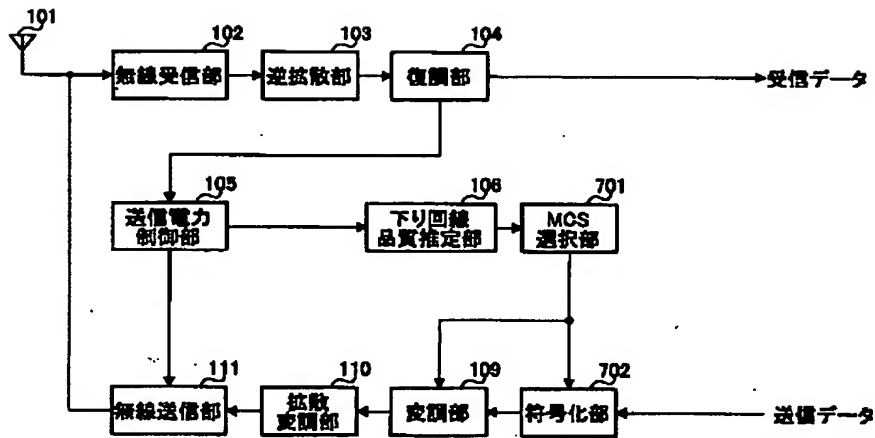 101
102
103
104
無線受信部
逆拡散部
復調部
受信データ
105
106
701
送信電力
制御部
下り回線
品質推定部
MCS
選択部
111
110
109
702
無線送信部
拡散
変調部
変調部
符号化部
送信データ